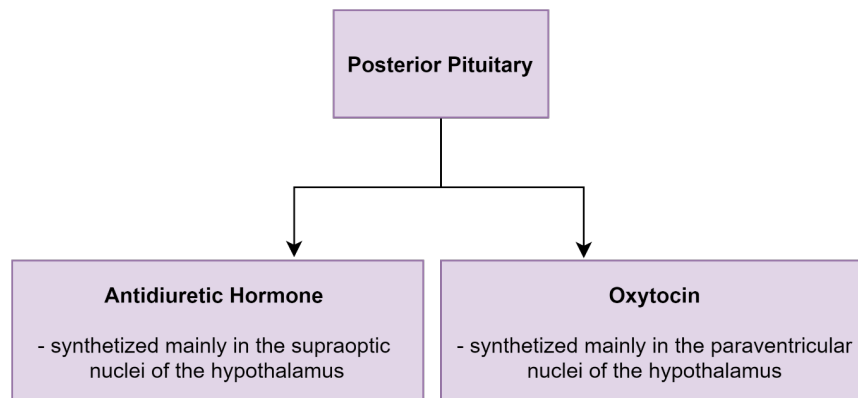 Posterior Pituitary
Antidiuretic Hormone
- synthetized mainly in the supraoptic
nuclei of the hypothalamus
Oxytocin
- synthetized mainly in the paraventricular
nuclei of the hypothalamus